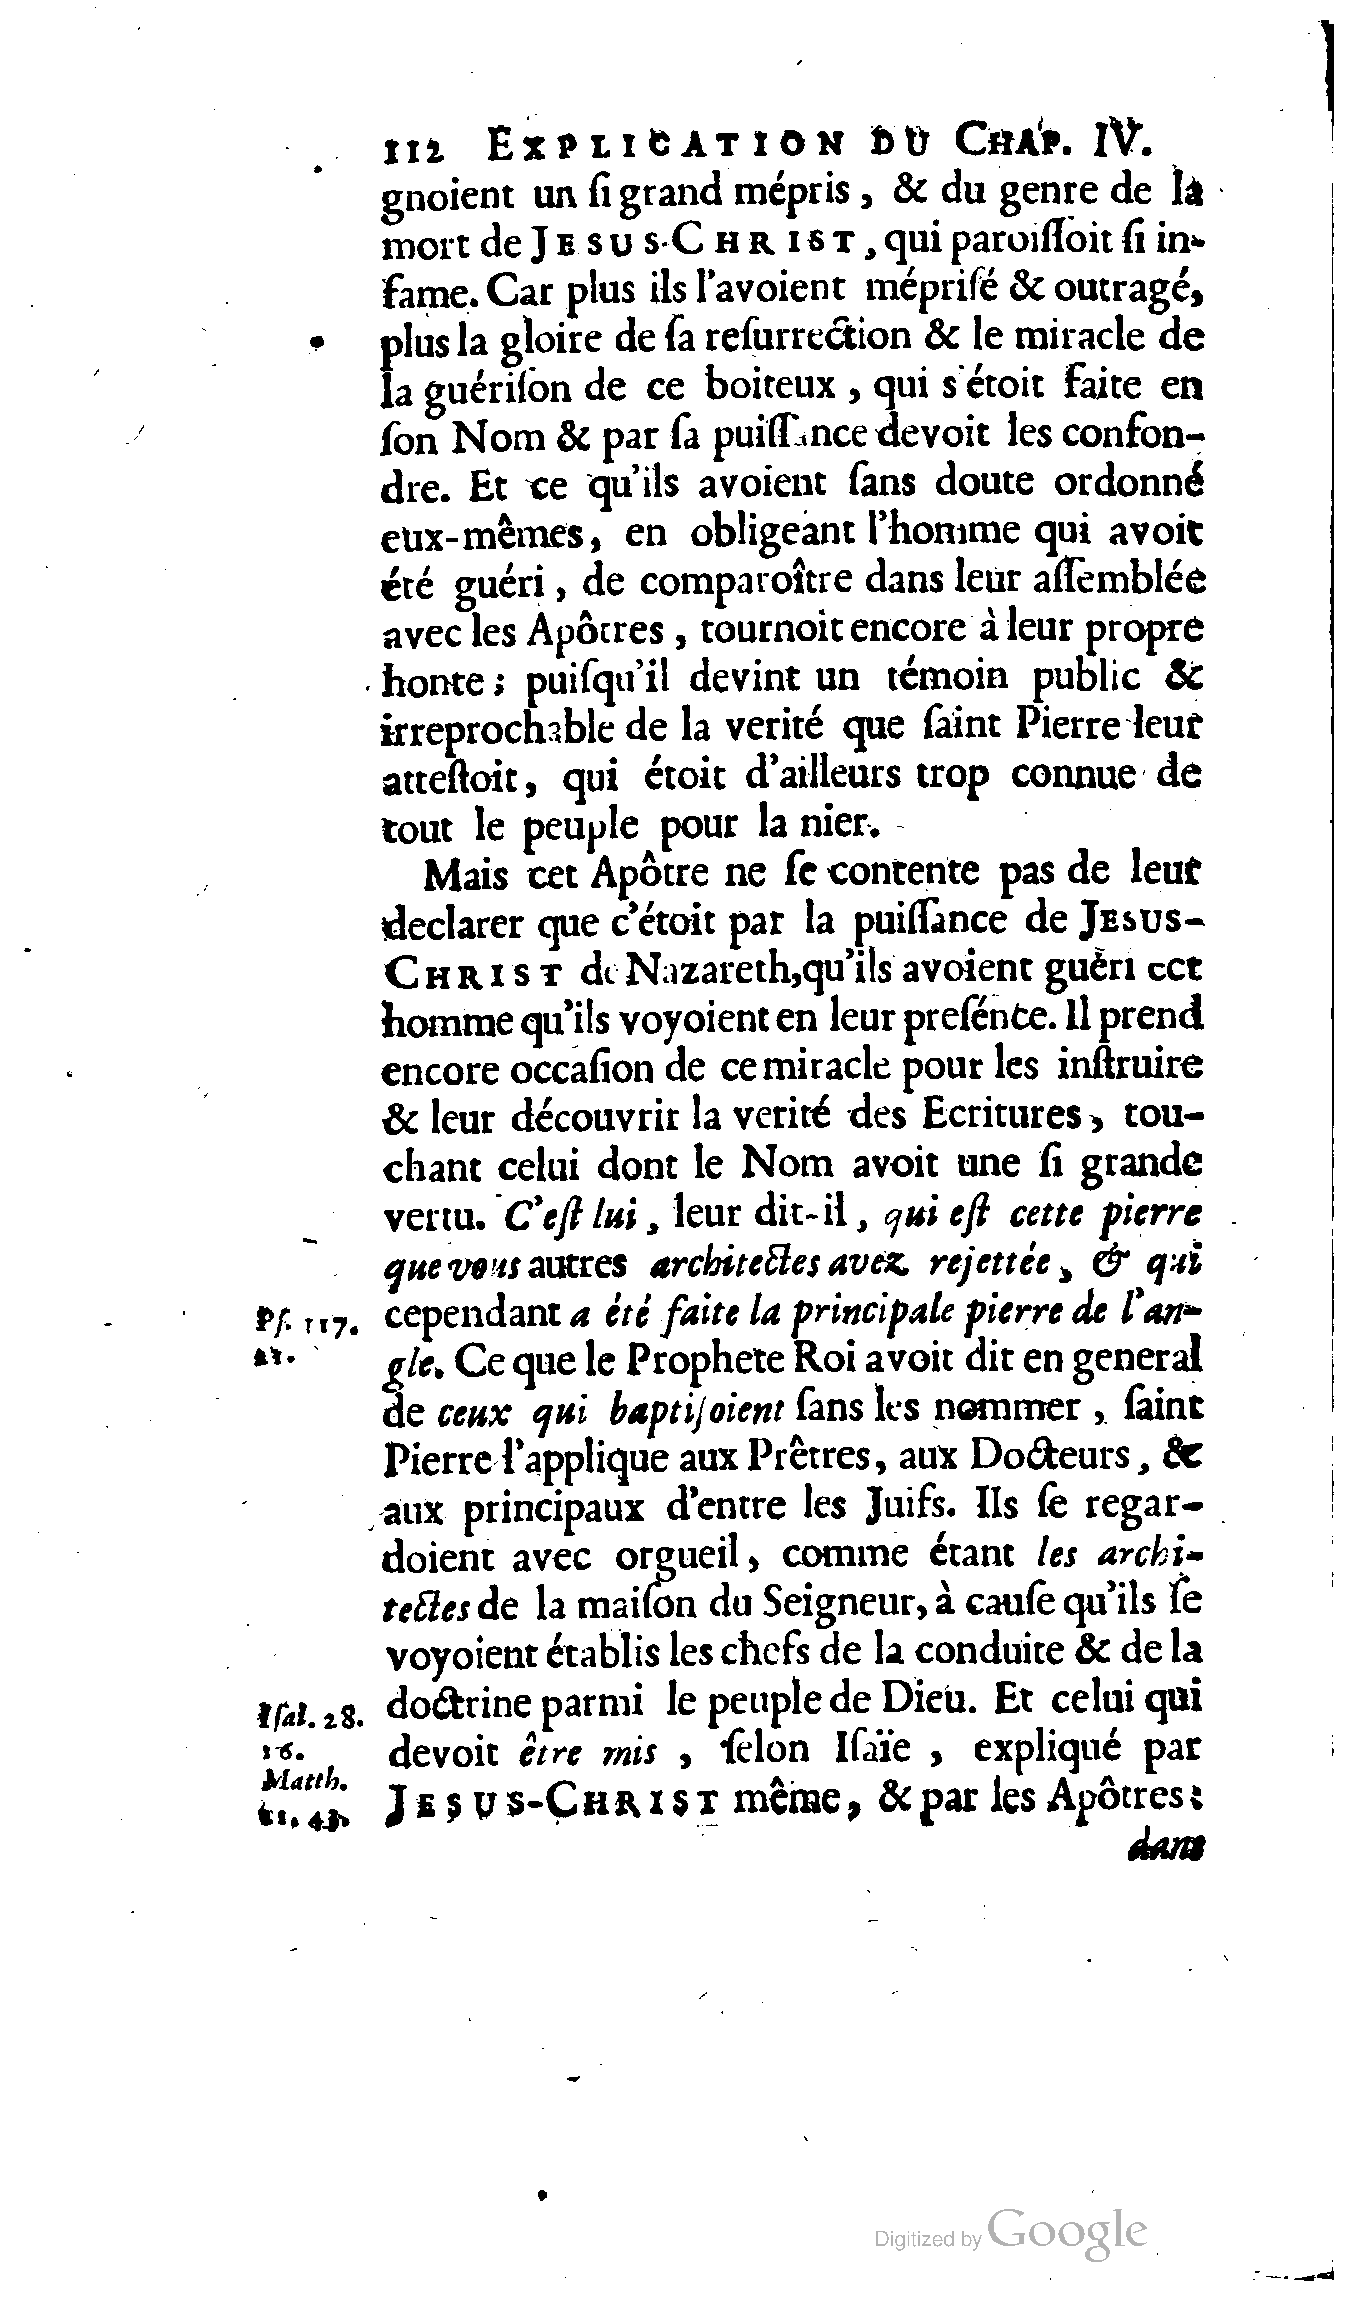 112 EXPLICATION DU CHAP. IV.
gnoient un ſi grand mépris, & du genre de la
mort de JESUS-CHRIST, qui paroiſſoit ſi in-
fame. Car plus ils l'avoient mépriſé & outragé,
plus la gloire de ſa reſurrection & le miracle de
la guériſon de ce boiteux, qui s'étoit faite en
ſon Nom & par ſa puiſſance devoit les confon-
dre. Et ce qu'ils avoient ſans doute ordonné
eux-mêmes, en obligeant l'homme qui avoit
été guéri, de comparoître dans leur aſſemblée
avec les Apôtres, tournoit encore à leur propre
honte; puiſqu'il devint un témoin public &
irreprochable de la verité que ſaint Pierre leur
atteſtoit, qui étoit d'ailleurs trop connue de
tout le peuple pour la nier.
Mais cet Apôtre ne ſe contente pas de leur
declarer que c'étoit par la puiſſance de JESUS-
CHRIST de Nazareth, qu'ils avoient guéri cet
homme qu'ils voyoient en leur preſénce. Il prend
encore occaſion de ce miracle pour les inſtruire
& leur découvrir la verité des Ecritures, tou-
chant celui dont le Nom avoit une ſi grande
vertu. C'eſt lui, leur dit-il, qui eſt cette pierre
que vous autres architectes avez rejettée, & qui
Pſ. 117. cependant a été faite la principale pierre de l'an-
gle. Ce que le Prophete Roi avoit dit en general
de ceux qui baptiſoient ſans les nommer, ſaint
Pierre l'applique aux Prêtres, aux Docteurs, &
aux principaux d'entre les Juifs. Ils ſe regar-
doient avec orgueil, comme étant les archi-
tectes de la maiſon du Seigneur, à cauſe qu'ils ſe
voyoient établis les chefs de la conduite & de la
Iſai. 28. doctrine parmi le peuple de Dieu. Et celui qui
16. devoit être mis, ſelon Iſaïe, expliqué par
Matth.
JESUS-CHRIST même, & par les Apôtres:
dans
Digitized by Google